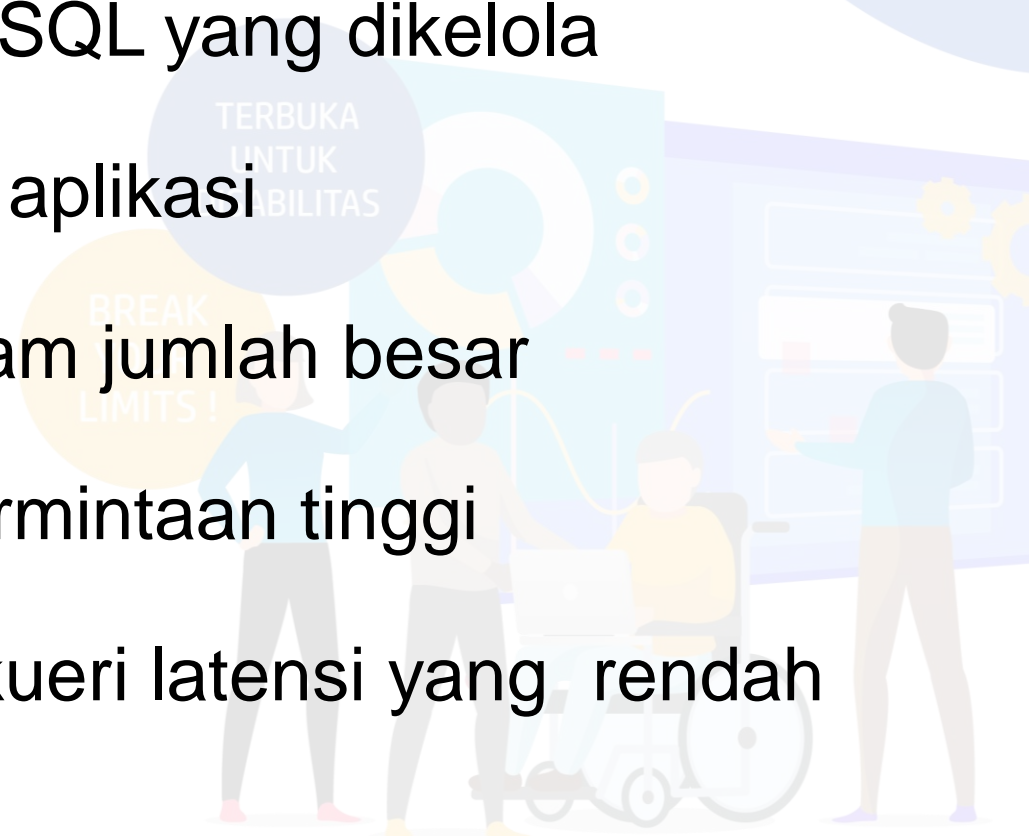 SQL yang dikelola
TERBUKA
UNTUK
aplikasi
ABILITAS
BREAK
am jumlah besar
LIMITS !
rmintaan tinggi
kueri latensi yang  rendah